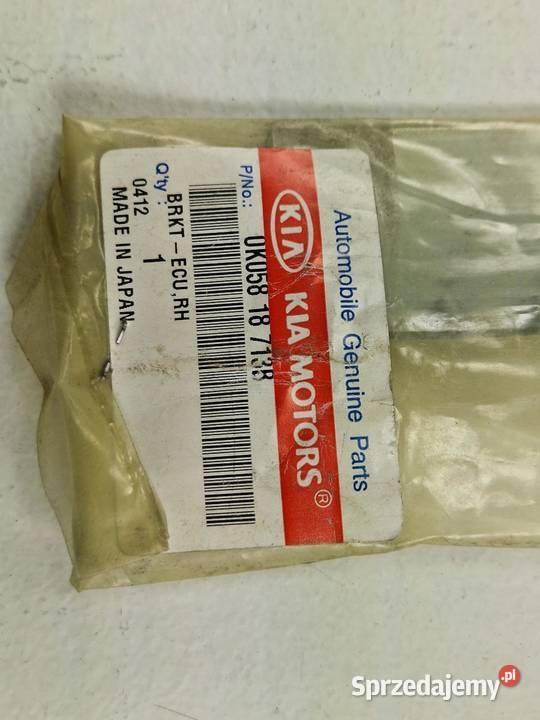 Automobile Genuine Parts
KIA KIA MOTORS®
P/No.: 0K058 18 713B
BRKT-ECU,RH
Q'ty : 1
0412
MADE IN JAPAN
Sprzedajemy.pl